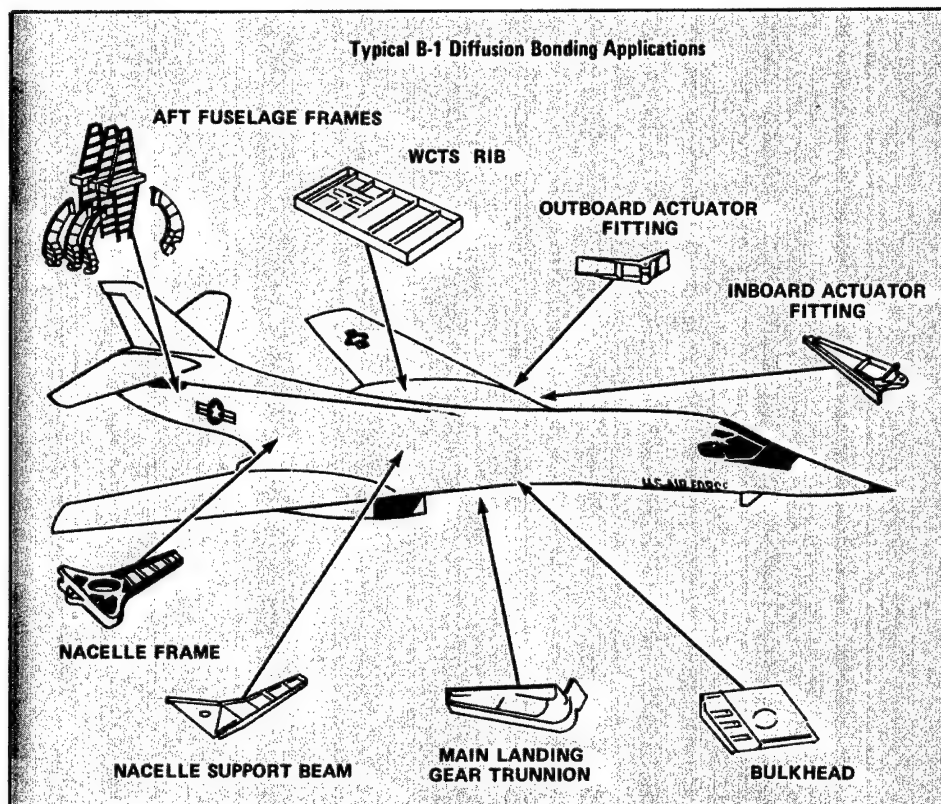 Typical B-1 Diffusion Bonding Applications
AFT FUSELAGE FRAMES
WCTS RIB
OUTBOARD ACTUATOR
FITTING
INBOARD ACTUATOR
FITTING
U.S. AIR FORCE
NACELLE FRAME
NACELLE SUPPORT BEAM
MAIN LANDING
GEAR TRUNNION
BULKHEAD